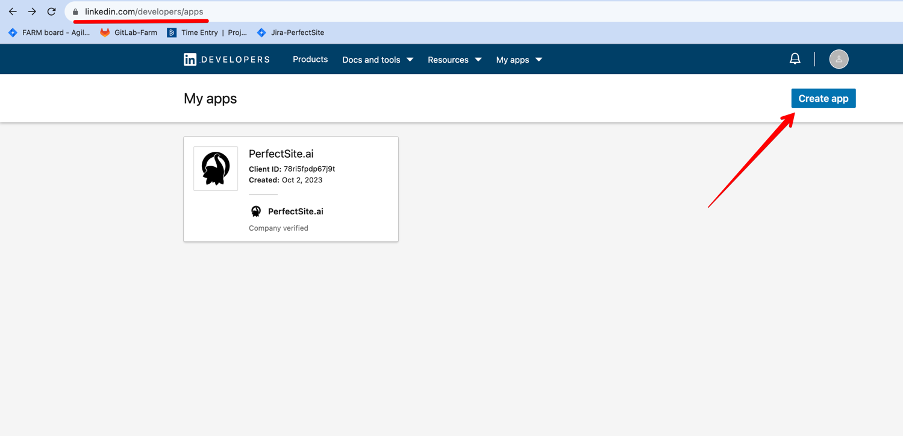 linkedin.com/developers/apps
FARM board - Agil... GitLab-Farm Time Entry | Proj... Jira-PerfectSite
in DEVELOPERS Products Docs and tools Resources My apps
My apps Create app
PerfectSite.ai
Client ID: 78ri5fpdp67j9t
Created: Oct 2, 2023
PerfectSite.ai
Company verified